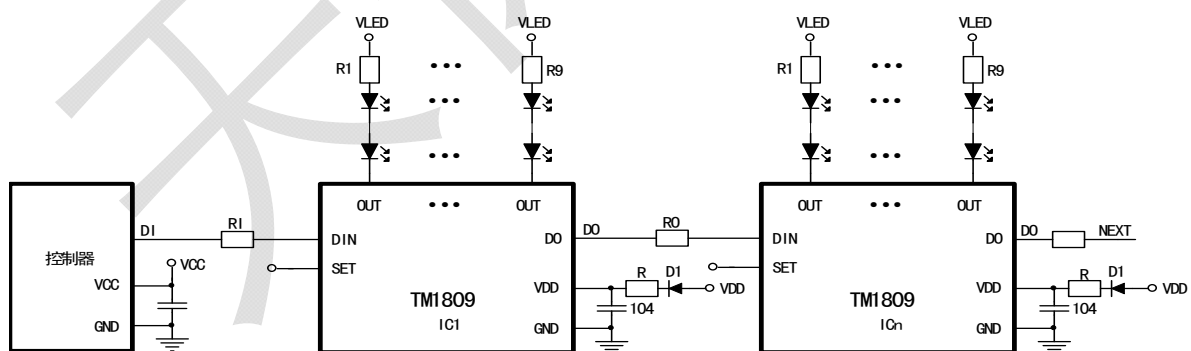 VLED VLED VLED VLED
R1 ••• R9 R1 ••• R9
••• •••
••• •••
OUT ••• OUT OUT ••• OUT
DI RI DIN DO DO RO DIN DO DO NEXT
控制器 VCC SET SET
VCC VDD R D1 VDD VDD R D1 VDD
TM1809 104 TM1809 104
GND IC1 GND ICn GND